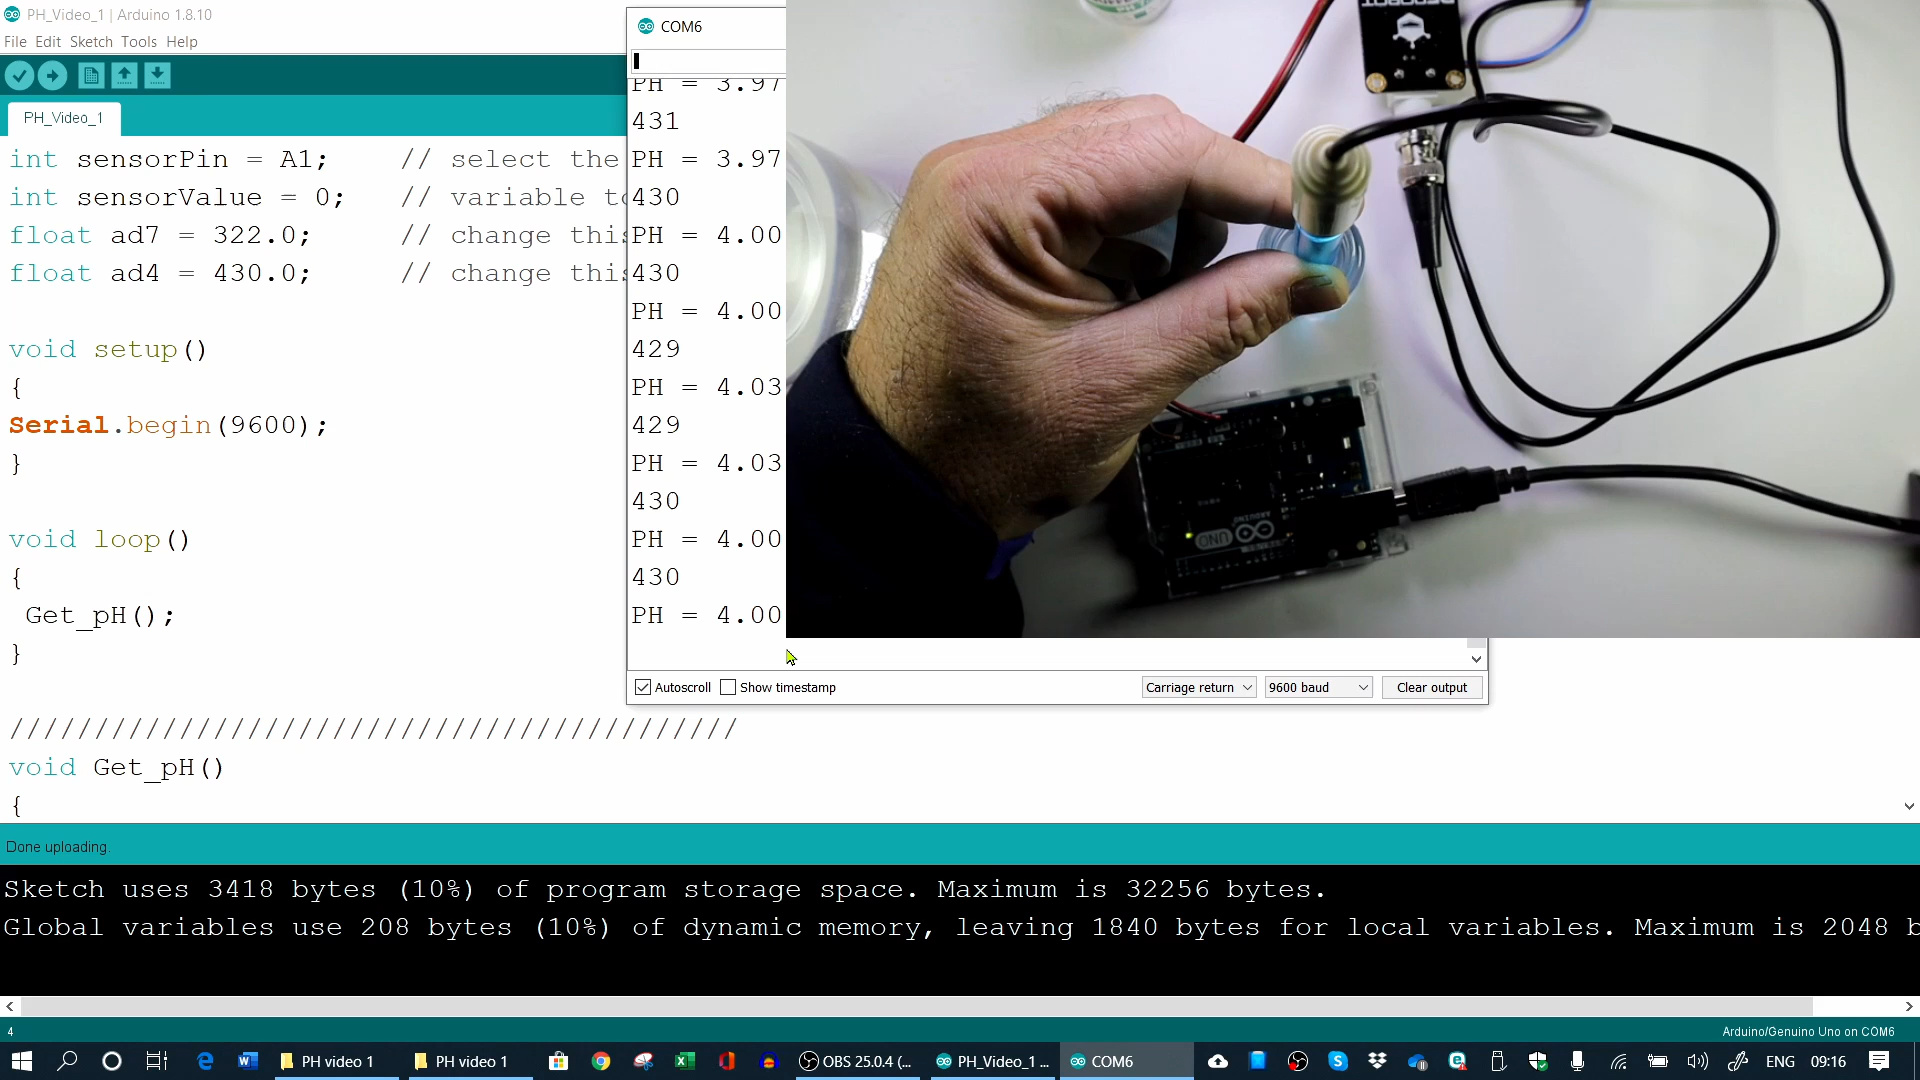 PH_Video_1 | Arduino 1.8.10
File Edit Sketch Tools Help
PH_Video_1
int sensorPin = A1; // select the
int sensorValue = 0; // variable to
float ad7 = 322.0; // change this
float ad4 = 430.0; // change this
void setup()
{
Serial.begin(9600);
}
void loop()
{
Get_pH();
}
///////////////////////////////////////////
void Get_pH()
{
COM6
PH = 3.97
431
PH = 3.97
430
PH = 4.00
430
PH = 4.00
429
PH = 4.03
429
PH = 4.03
430
PH = 4.00
430
PH = 4.00
Autoscroll Show timestamp Carriage return 9600 baud Clear output
UNO
ARDUINO
Done uploading.
Sketch uses 3418 bytes (10%) of program storage space. Maximum is 32256 bytes.
Global variables use 208 bytes (10%) of dynamic memory, leaving 1840 bytes for local variables. Maximum is 2048 b
4
Arduino/Genuino Uno on COM6
PH video 1 PH video 1 OBS 25.0.4 (... PH_Video_1 ... COM6 ENG 09:16